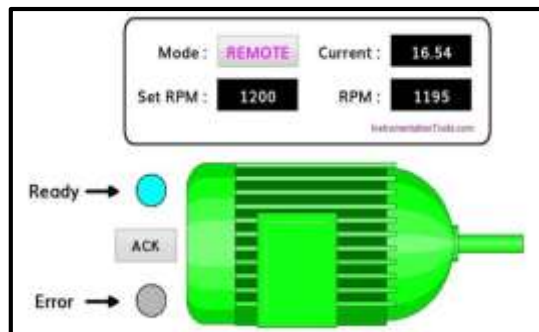 Mode : REMOTE Current : 16.54
Set RPM : 1200 RPM : 1195
InstrumentationTools.com
Ready
ACK
Error